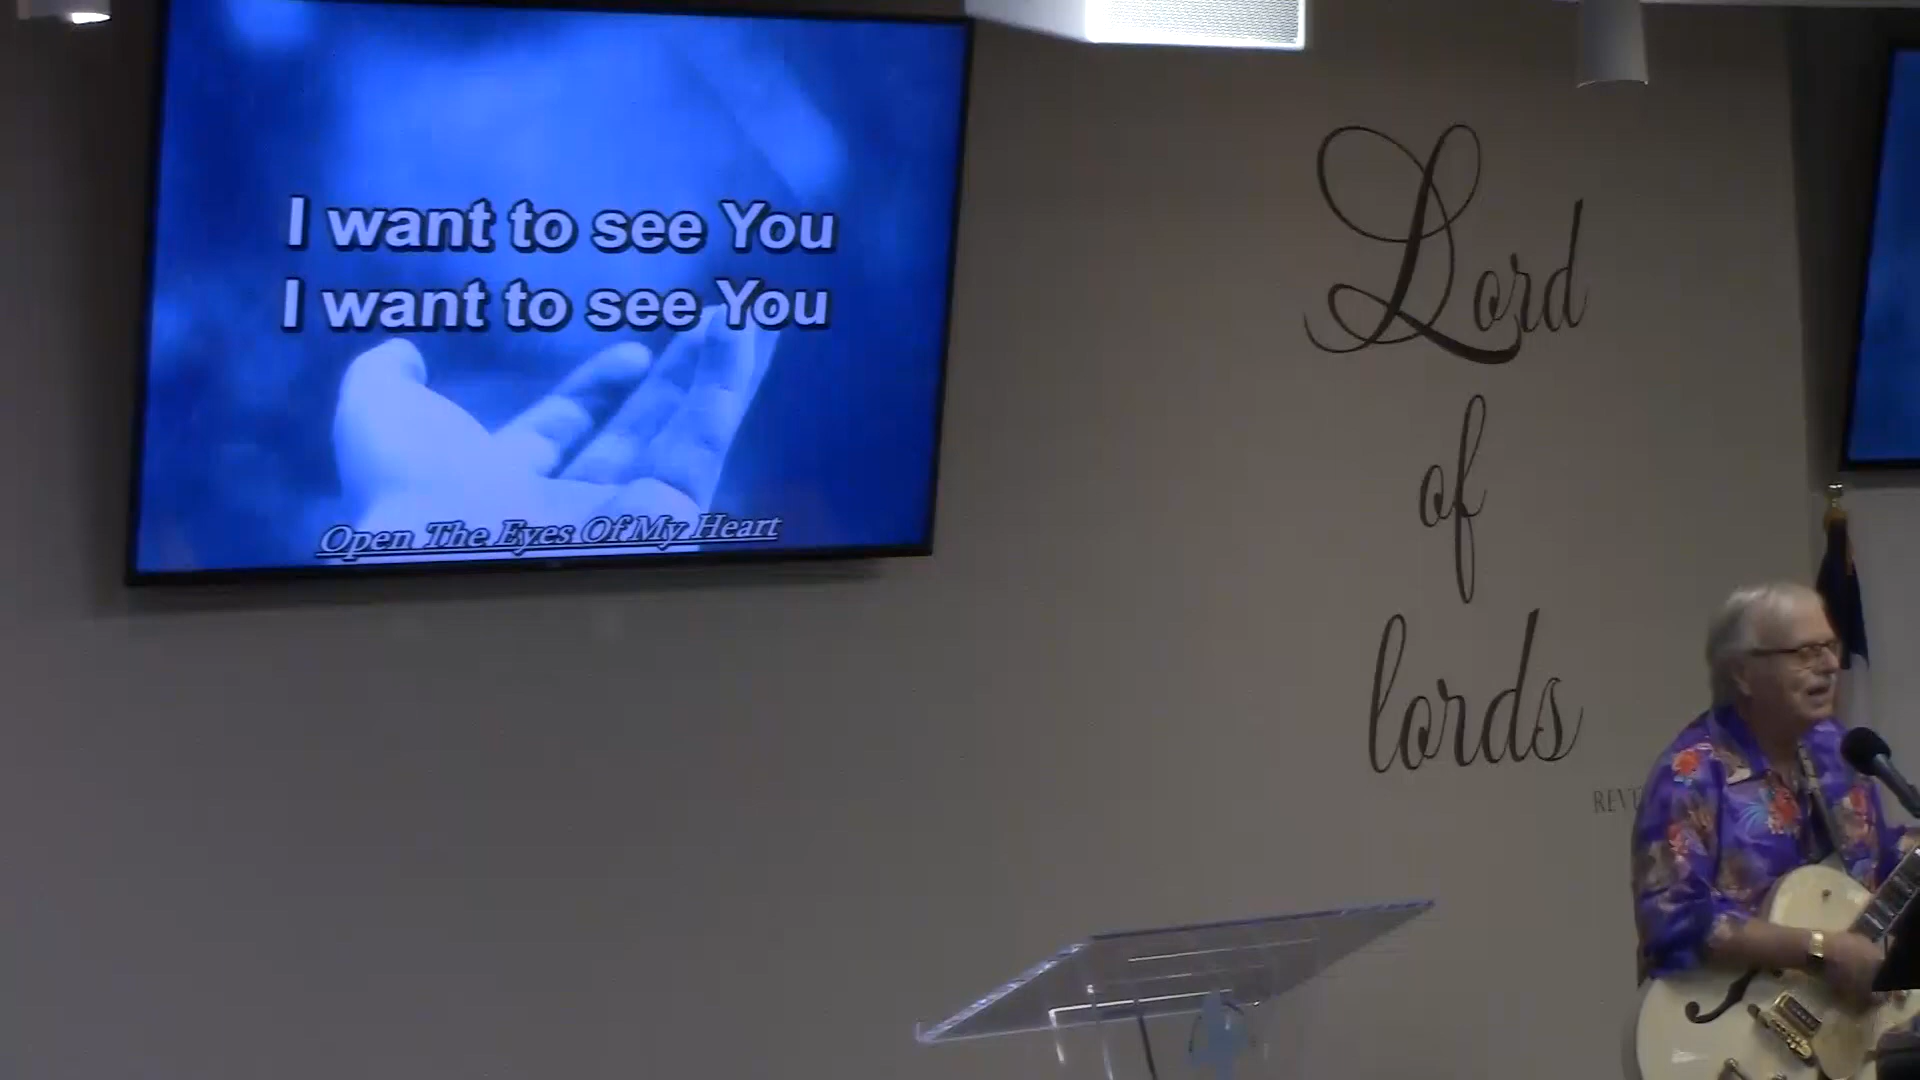 I want to see You
I want to see You
Open The Eyes Of My Heart
Lord
of
lords